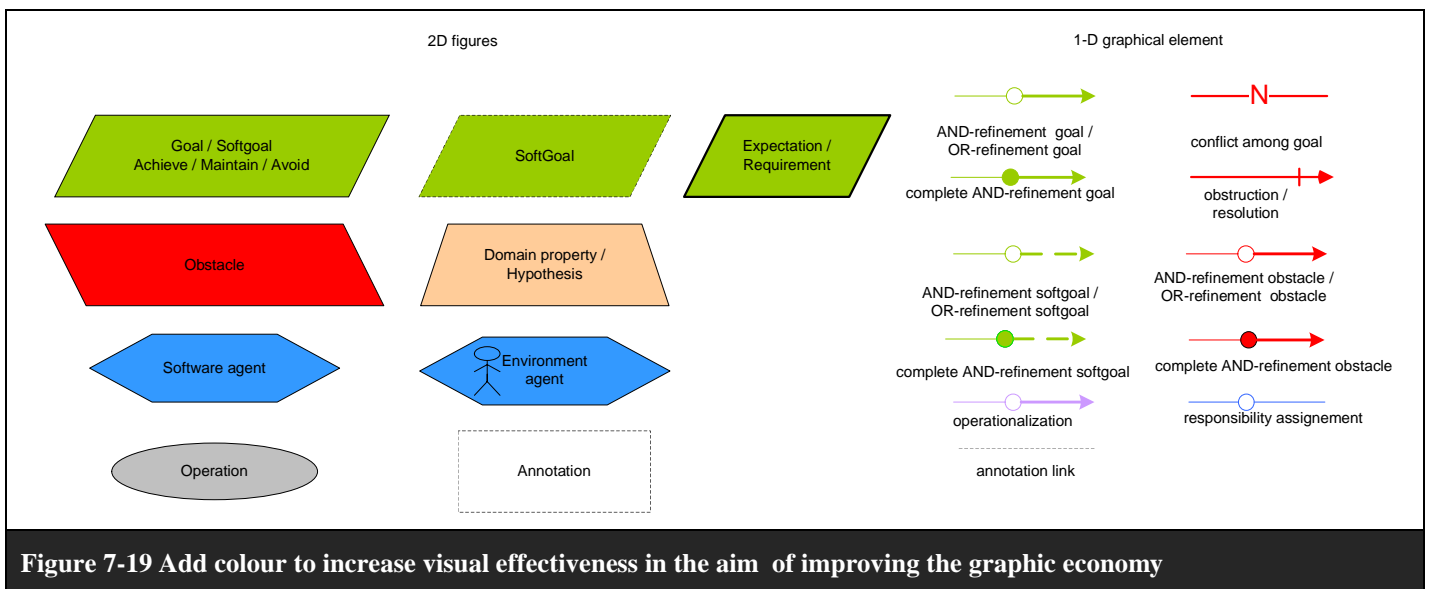 2D figures
1-D graphical element
Goal / Softgoal
Achieve / Maintain / Avoid
SoftGoal
Expectation /
Requirement
Obstacle
Domain property /
Hypothesis
Software agent
Environment
agent
Operation
Annotation
AND-refinement goal /
OR-refinement goal
N
conflict among goal
complete AND-refinement goal
obstruction /
resolution
AND-refinement softgoal /
OR-refinement softgoal
AND-refinement obstacle /
OR-refinement obstacle
complete AND-refinement softgoal
complete AND-refinement obstacle
operationalization
responsibility assignement
annotation link
Figure 7-19 Add colour to increase visual effectiveness in the aim of improving the graphic economy